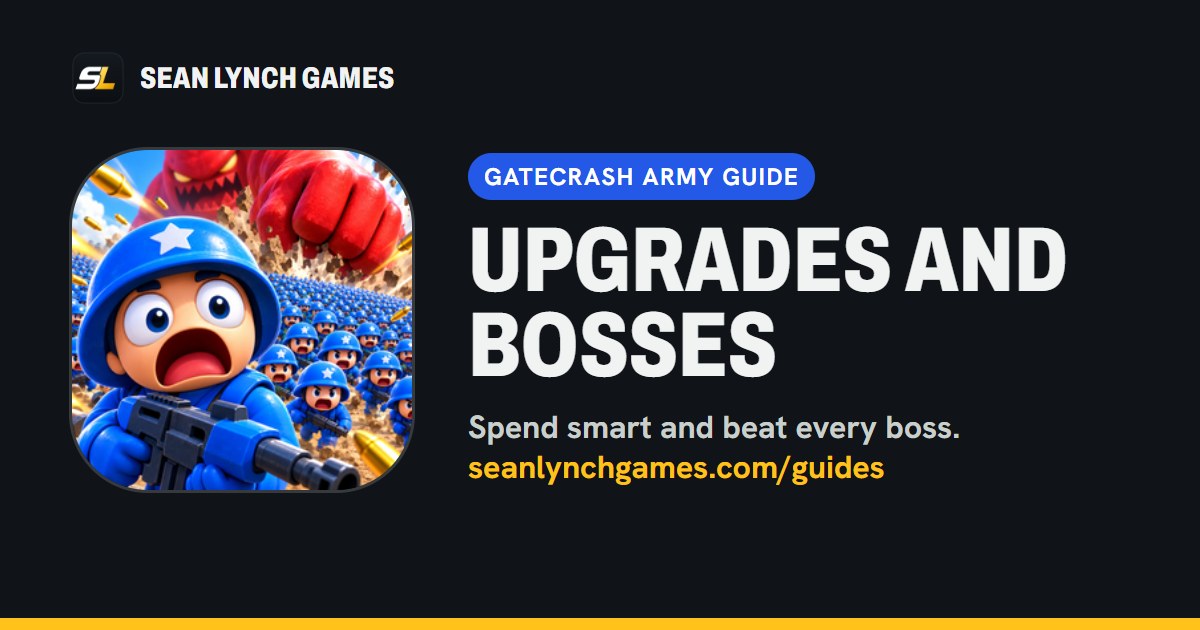 SL SEAN LYNCH GAMES
GATECRASH ARMY GUIDE
UPGRADES AND
BOSSES
Spend smart and beat every boss.
seanlynchgames.com/guides